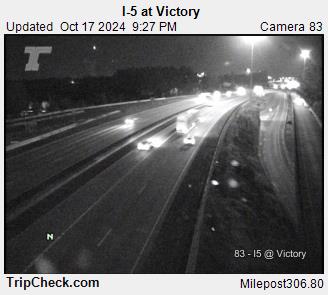 I-5 at Victory
Updated Oct 17 2024 9:27 PM Camera 83
T
N
83 - I5 @ Victory
TripCheck.com Milepost306.80